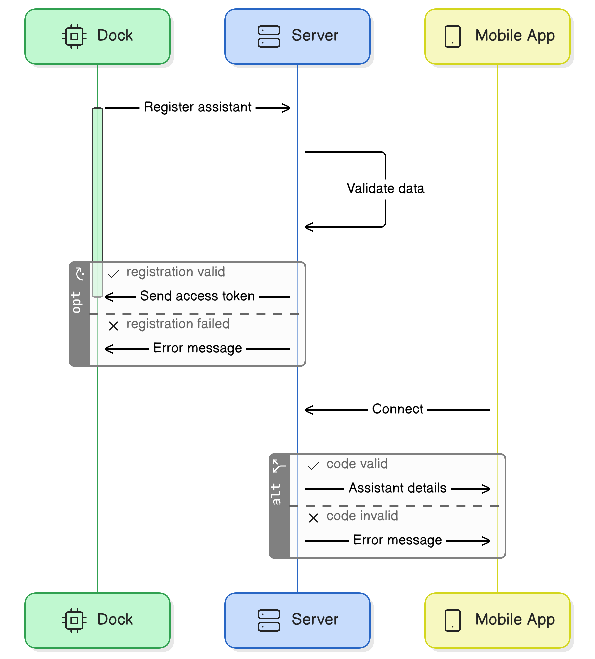 Dock
Server
Mobile App
Register assistant
Validate data
opt
registration valid
Send access token
registration failed
Error message
Connect
alt
code valid
Assistant details
code invalid
Error message
Dock
Server
Mobile App